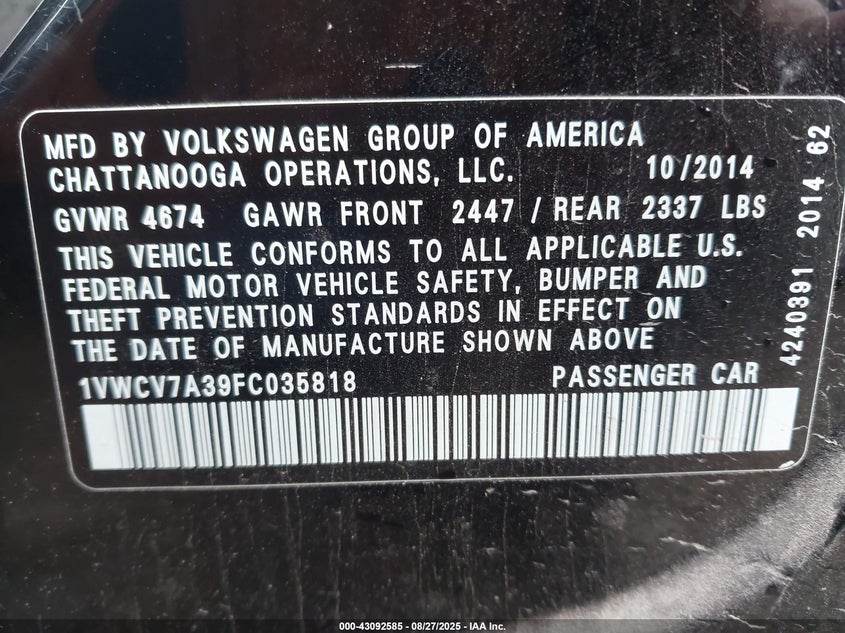 MFD BY VOLKSWAGEN GROUP OF AMERICA
CHATTANOOGA OPERATIONS, LLC. 10/2014
GVWR 4674 GAWR FRONT 2447 / REAR 2337 LBS
THIS VEHICLE CONFORMS TO ALL APPLICABLE U.S.
FEDERAL MOTOR VEHICLE SAFETY, BUMPER AND
THEFT PREVENTION STANDARDS IN EFFECT ON
THE DATE OF MANUFACTURE SHOWN ABOVE
1VWCV7A39FC035818 PASSENGER CAR
4240391 2014 62
000-43092585 - 08/27/2025 - IAA Inc.